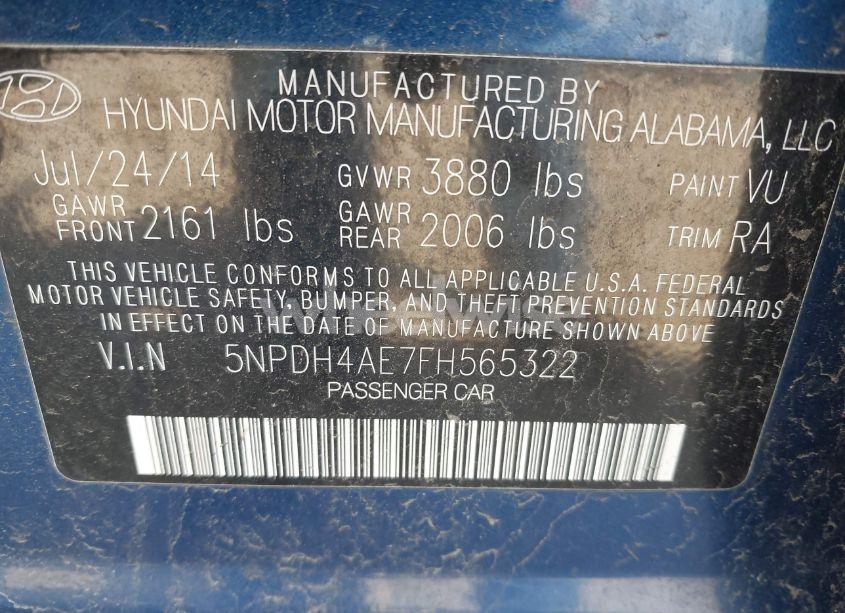 MANUFACTURED BY
HYUNDAI MOTOR MANUFACTURING ALABAMA, LLC
Jul/24/14 GVWR 3880 lbs PAINT VU
GAWR FRONT 2161 lbs GAWR REAR 2006 lbs TRIM RA
THIS VEHICLE CONFORMS TO ALL APPLICABLE U.S.A. FEDERAL
MOTOR VEHICLE SAFETY, BUMPER, AND THEFT PREVENTION STANDARDS
IN EFFECT ON THE DATE OF MANUFACTURE SHOWN ABOVE
V.I.N 5NPDH4AE7FH565322
PASSENGER CAR